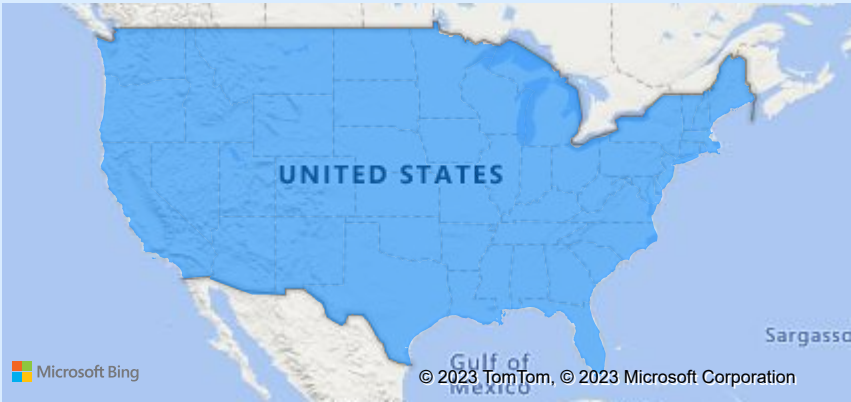 UNITED STATES
Sargasso
Gulf of
Mexico
Microsoft Bing
© 2023 TomTom, © 2023 Microsoft Corporation